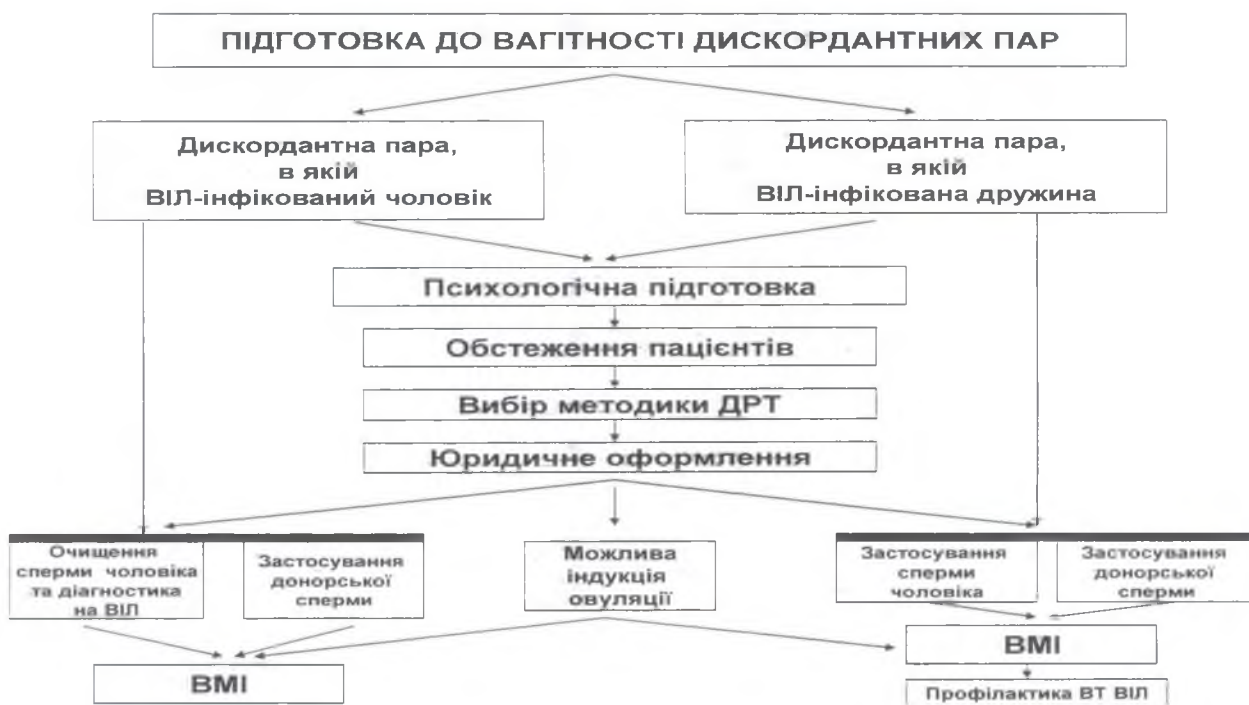 ПІДГОТОВКА ДО ВАГІТНОСТІ ДИСКОРДАНТНИХ ПАР
Дискордантна пара,
в якій
ВІЛ-інфікований чоловік
Дискордантна пара,
в якій
ВІЛ-інфікована дружина
Психологічна підготовка
Обстеження пацієнтів
Вибір методики ДРТ
Юридичне оформлення
Очищення
сперми чоловіка
та діагностика
на ВІЛ
Застосування
донорської
сперми
Можлива
індукція
овуляції
Застосування
сперми
чоловіка
Застосування
донорської
сперми
ВМІ
ВМІ
Профілактика ВТ ВІЛ